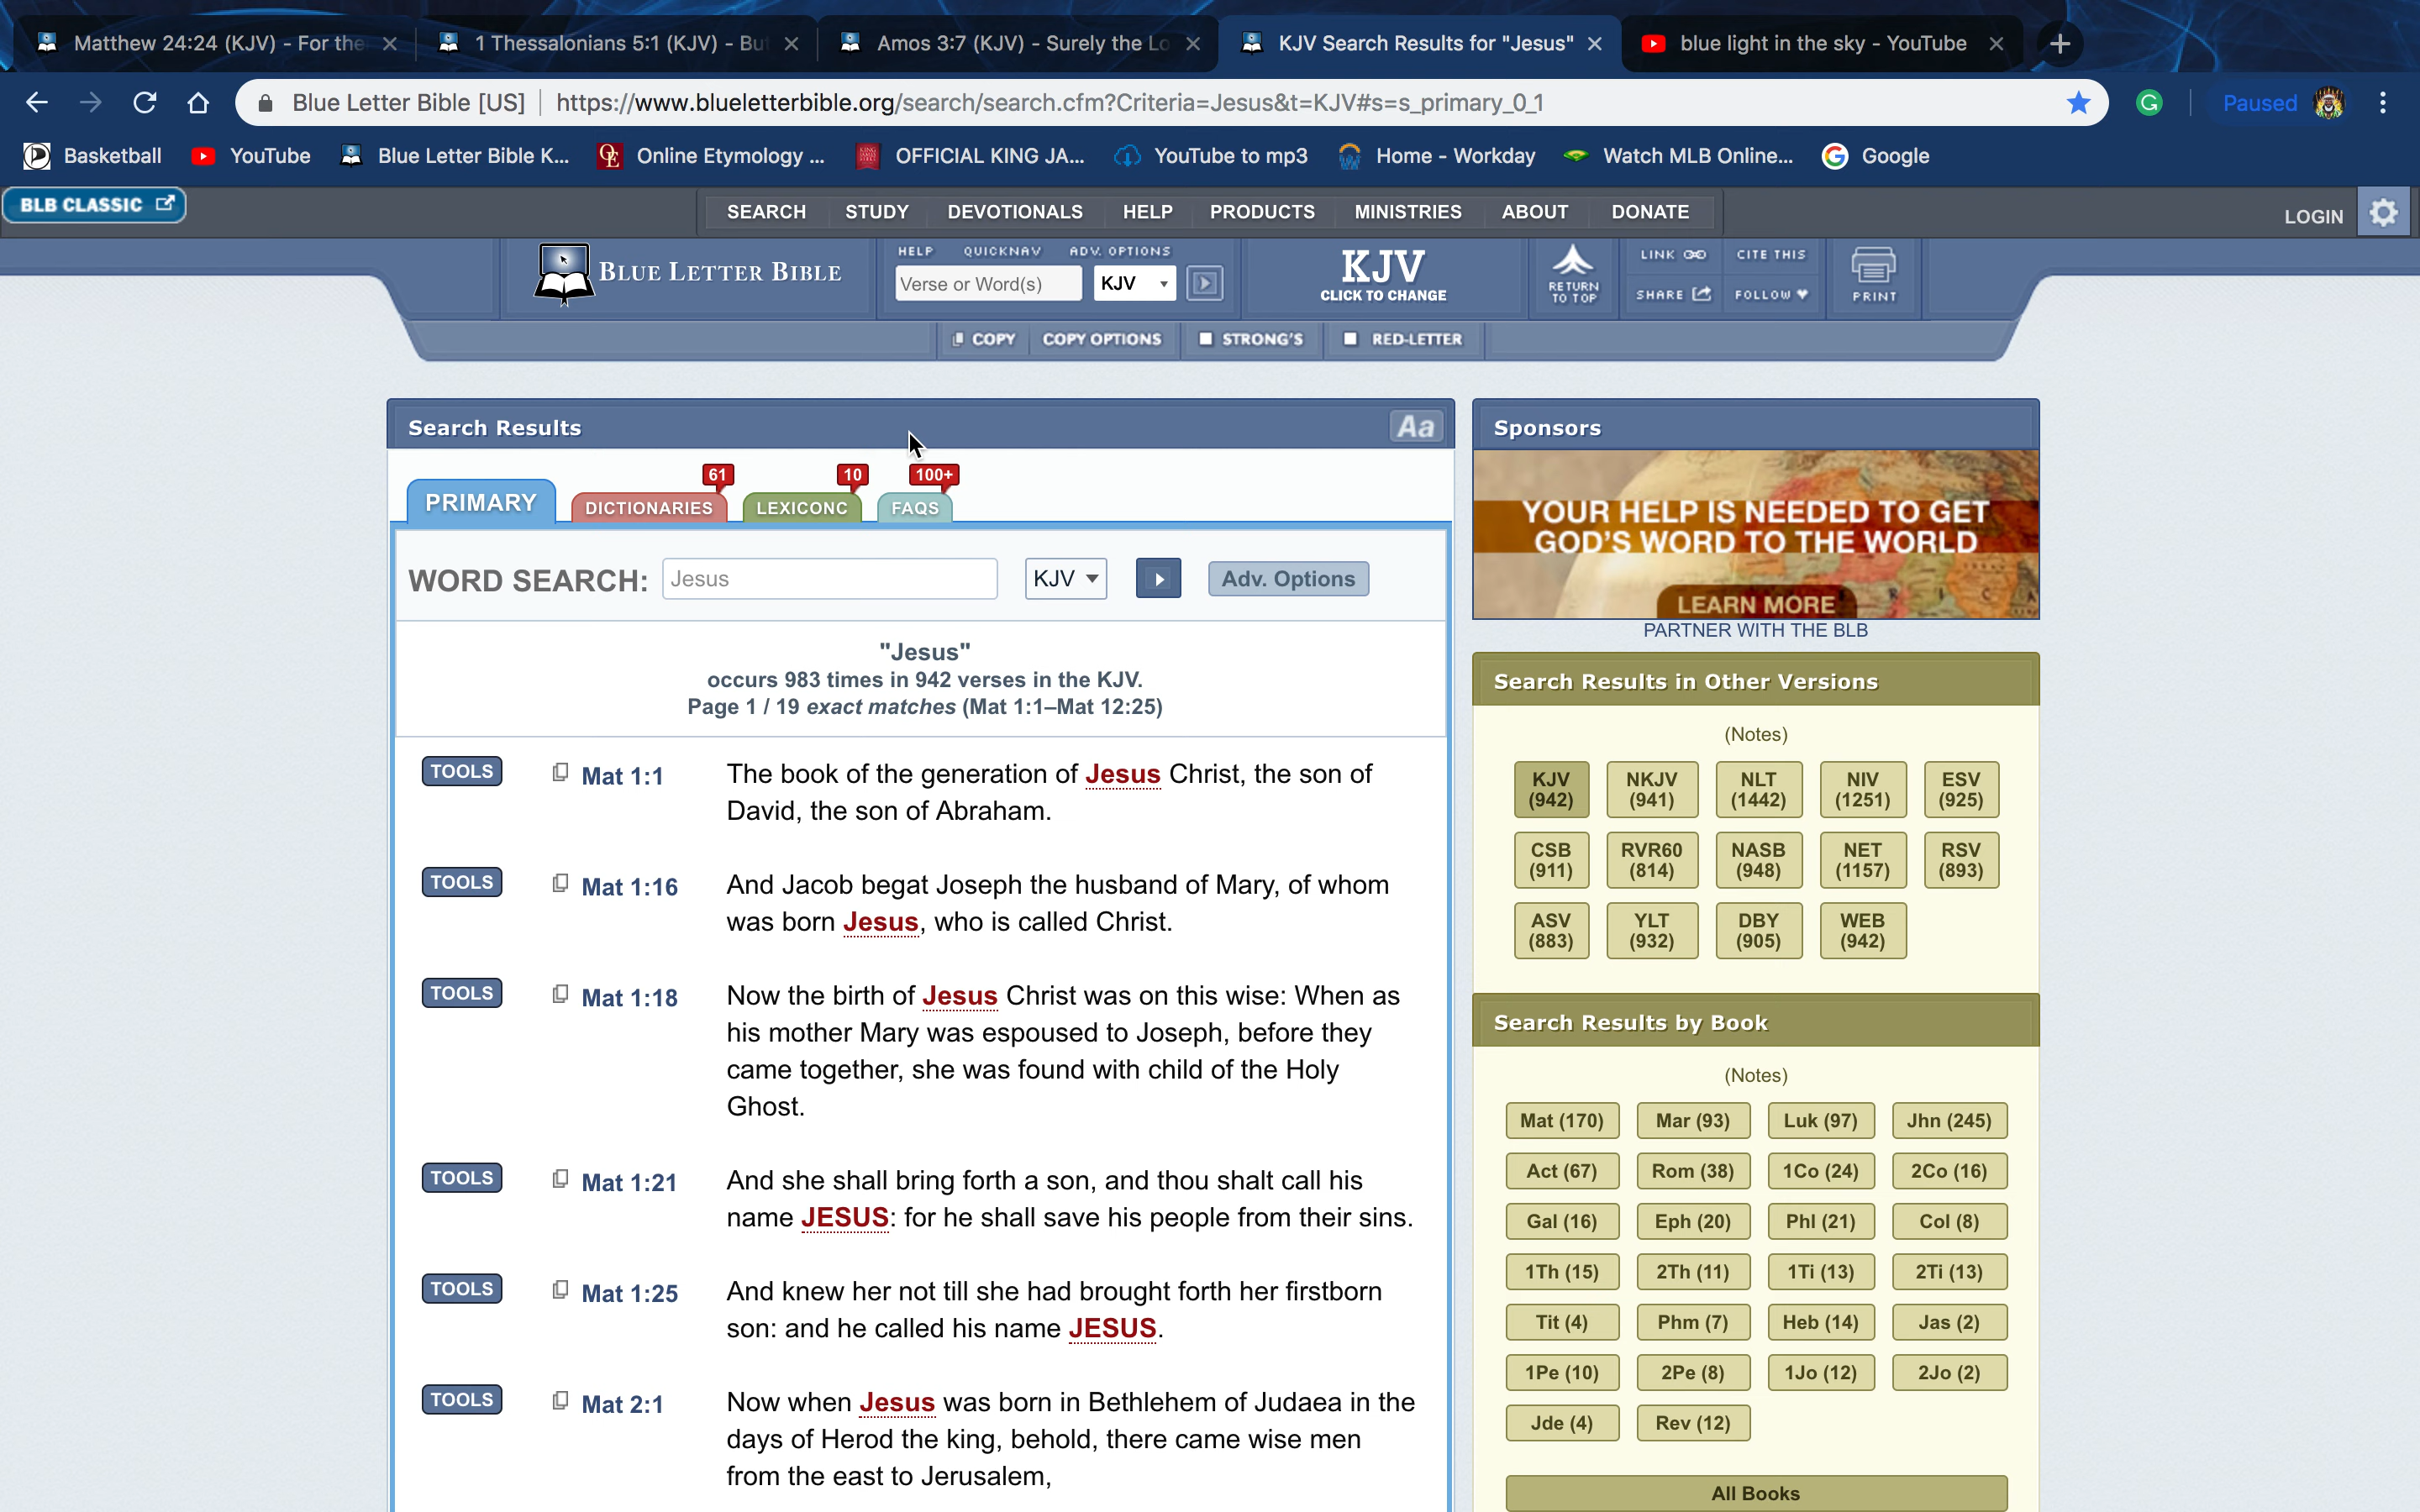 Matthew 24:24 (KJV) - For the
1 Thessalonians 5:1 (KJV) - Bu
Amos 3:7 (KJV) - Surely the Lo
KJV Search Results for "Jesus"
blue light in the sky - YouTube
Blue Letter Bible [US] https://www.blueletterbible.org/search/search.cfm?Criteria=Jesus&t=KJV#s=s_primary_0_1
Paused
Basketball YouTube Blue Letter Bible K... Online Etymology ... OFFICIAL KING JA... YouTube to mp3 Home - Workday Watch MLB Online... Google
BLB CLASSIC
SEARCH STUDY DEVOTIONALS HELP PRODUCTS MINISTRIES ABOUT DONATE
LOGIN
BLUE LETTER BIBLE
HELP QUICKNAV ADV. OPTIONS
Verse or Word(s) KJV
KJV
CLICK TO CHANGE
RETURN
TO TOP
LINK CITE THIS
SHARE FOLLOW
PRINT
COPY COPY OPTIONS STRONG'S RED-LETTER
Search Results
Aa
PRIMARY
61
DICTIONARIES
10
LEXICONC
100+
FAQS
WORD SEARCH: Jesus KJV Adv. Options
"Jesus"
occurs 983 times in 942 verses in the KJV.
Page 1 / 19 exact matches (Mat 1:1–Mat 12:25)
TOOLS Mat 1:1 The book of the generation of Jesus Christ, the son of
David, the son of Abraham.
TOOLS Mat 1:16 And Jacob begat Joseph the husband of Mary, of whom
was born Jesus, who is called Christ.
TOOLS Mat 1:18 Now the birth of Jesus Christ was on this wise: When as
his mother Mary was espoused to Joseph, before they
came together, she was found with child of the Holy
Ghost.
TOOLS Mat 1:21 And she shall bring forth a son, and thou shalt call his
name JESUS: for he shall save his people from their sins.
TOOLS Mat 1:25 And knew her not till she had brought forth her firstborn
son: and he called his name JESUS.
TOOLS Mat 2:1 Now when Jesus was born in Bethlehem of Judaea in the
days of Herod the king, behold, there came wise men
from the east to Jerusalem,
Sponsors
YOUR HELP IS NEEDED TO GET
GOD'S WORD TO THE WORLD
LEARN MORE
PARTNER WITH THE BLB
Search Results in Other Versions
(Notes)
KJV NKJV NLT NIV ESV
(942) (941) (1442) (1251) (925)
CSB RVR60 NASB NET RSV
(911) (814) (948) (1157) (893)
ASV YLT DBY WEB
(883) (932) (905) (942)
Search Results by Book
(Notes)
Mat (170) Mar (93) Luk (97) Jhn (245)
Act (67) Rom (38) 1Co (24) 2Co (16)
Gal (16) Eph (20) Phl (21) Col (8)
1Th (15) 2Th (11) 1Ti (13) 2Ti (13)
Tit (4) Phm (7) Heb (14) Jas (2)
1Pe (10) 2Pe (8) 1Jo (12) 2Jo (2)
Jde (4) Rev (12)
All Books